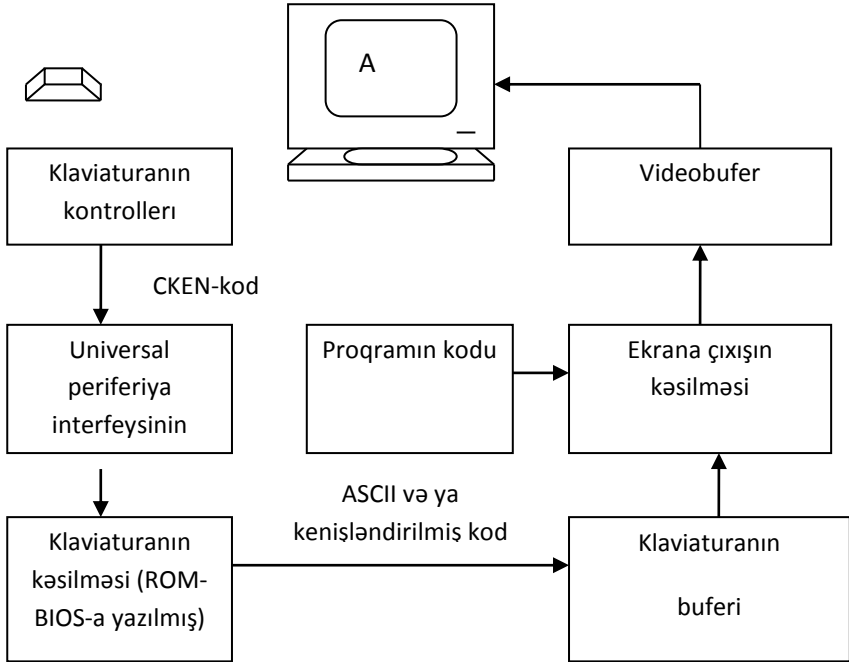 A
Klaviaturanın
kontrollerı
Videobufer
CKEN-kod
Universal
periferiya
interfeysinin
Proqramın kodu
Ekrana çıxışın
kəsilməsi
ASCII və ya
kenişləndirilmiş kod
Klaviaturanın
kəsilməsi (ROM-
BIOS-a yazılmış)
Klaviaturanın
buferi